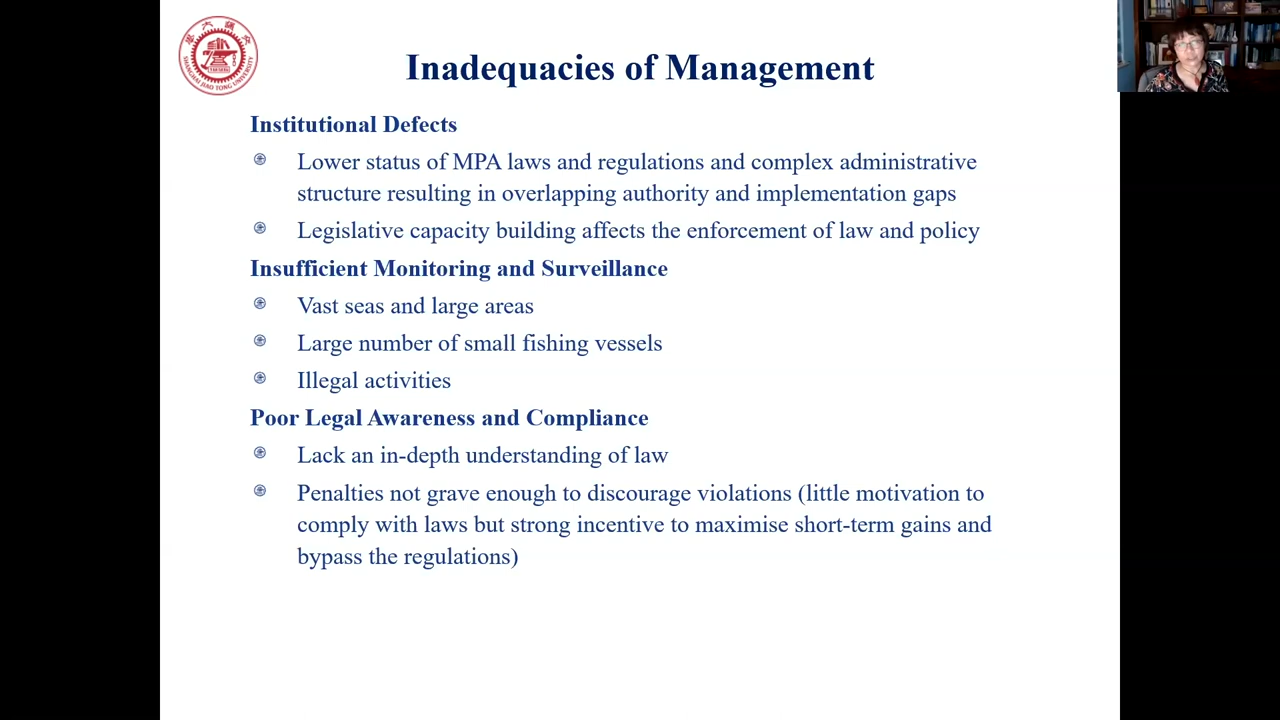 Inadequacies of Management
SHANGHAI JIAO TONG UNIVERSITY
Institutional Defects
Lower status of MPA laws and regulations and complex administrative
structure resulting in overlapping authority and implementation gaps
Legislative capacity building affects the enforcement of law and policy
Insufficient Monitoring and Surveillance
Vast seas and large areas
Large number of small fishing vessels
Illegal activities
Poor Legal Awareness and Compliance
Lack an in-depth understanding of law
Penalties not grave enough to discourage violations (little motivation to
comply with laws but strong incentive to maximise short-term gains and
bypass the regulations)